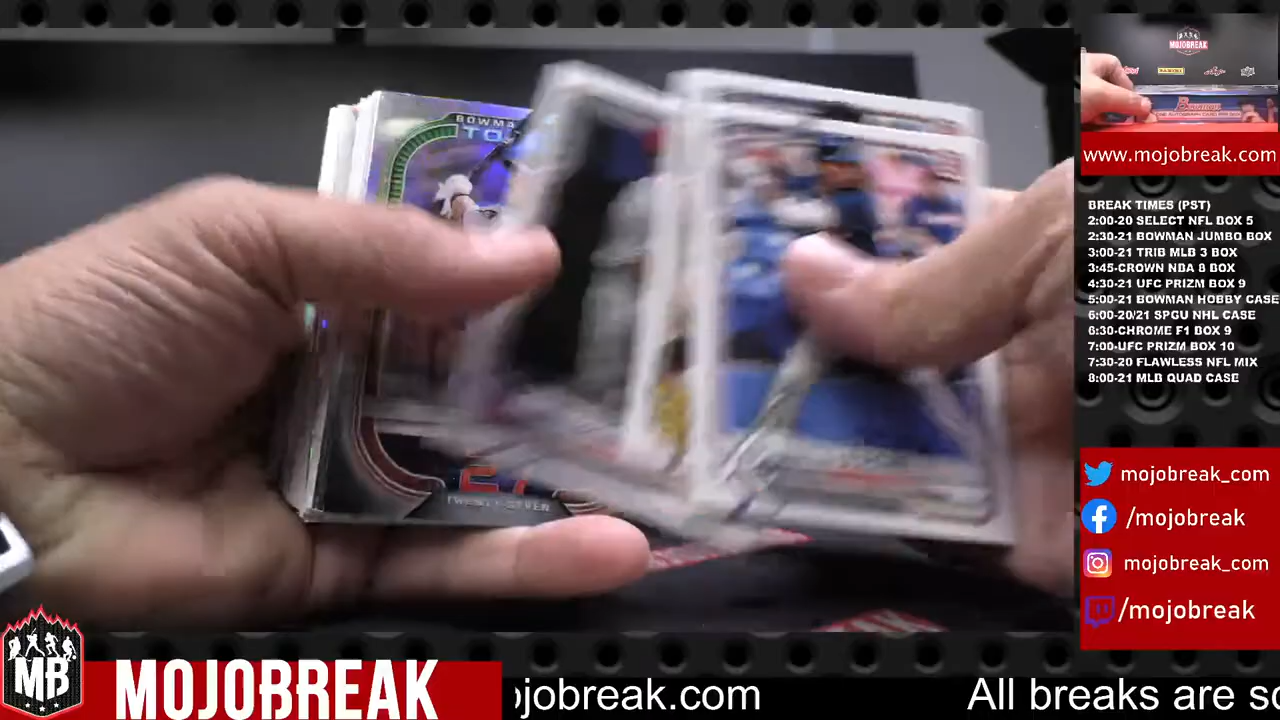 BOWMA
TO
TWENTY-SEVEN
MOJOBREAK
BOWMAN
www.mojobreak.com
BREAK TIMES (PST)
2:00-20 SELECT NFL BOX 5
2:30-21 BOWMAN JUMBO BOX
3:00-21 TRIB MLB 3 BOX
3:45-CROWN NBA 8 BOX
4:30-21 UFC PRIZM BOX 9
5:00-21 BOWMAN HOBBY CASE
6:00-20/21 SPGU NHL CASE
6:30-CHROME F1 BOX 9
7:00-UFC PRIZM BOX 10
7:30-20 FLAWLESS NFL MIX
8:00-21 MLB QUAD CASE
mojobreak_com
/mojobreak
mojobreak_com
/mojobreak
MB
MOJOBREAK
ojobreak.com
All breaks are so